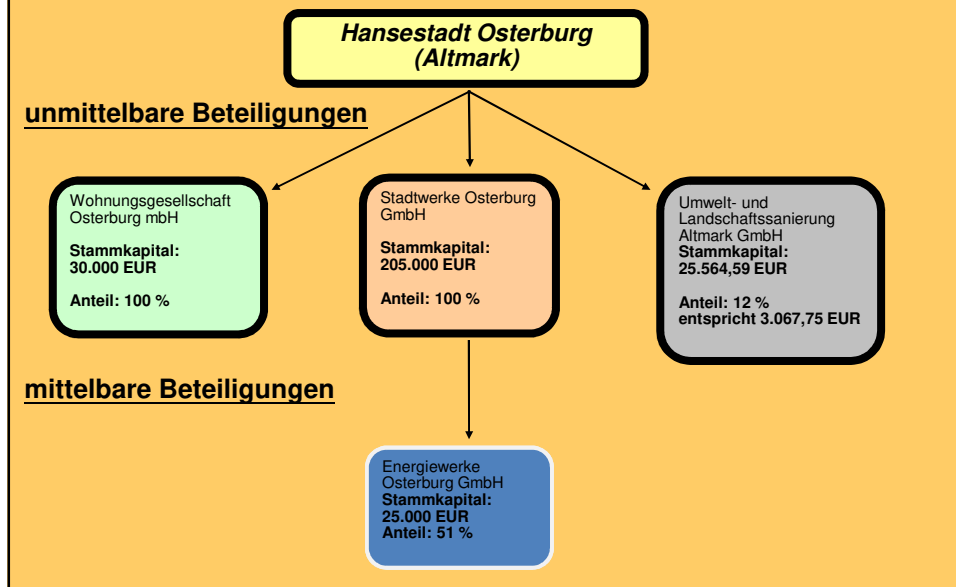 Hansestadt Osterburg
(Altmark)
unmittelbare Beteiligungen
Wohnungsgesellschaft
Osterburg mbH
Stammkapital:
30.000 EUR
Anteil: 100 %
Stadtwerke Osterburg
GmbH
Stammkapital:
205.000 EUR
Anteil: 100 %
Umwelt- und
Landschaftssanierung
Altmark GmbH
Stammkapital:
25.564,59 EUR
Anteil: 12 %
entspricht 3.067,75 EUR
mittelbare Beteiligungen
Energiewerke
Osterburg GmbH
Stammkapital:
25.000 EUR
Anteil: 51 %